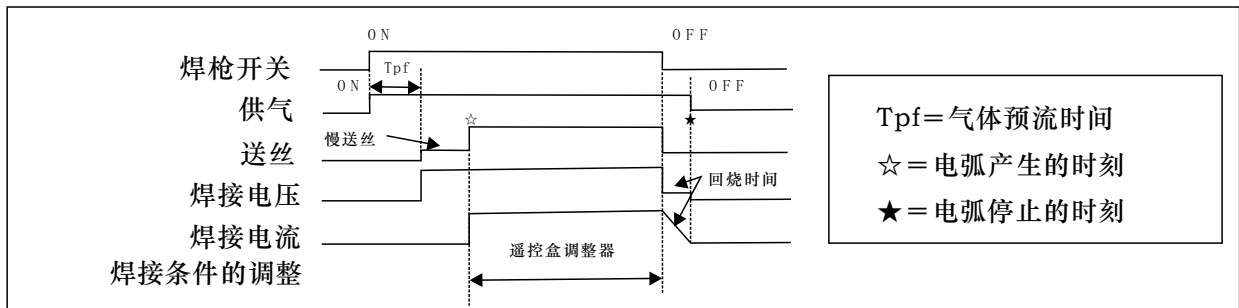 ON OFF
焊枪开关
Tpf
ON OFF
供气
☆ ★
慢送丝
送丝
焊接电压
回烧时间
焊接电流
遥控盒调整器
焊接条件的调整
Tpf=气体预流时间
☆=电弧产生的时刻
★=电弧停止的时刻